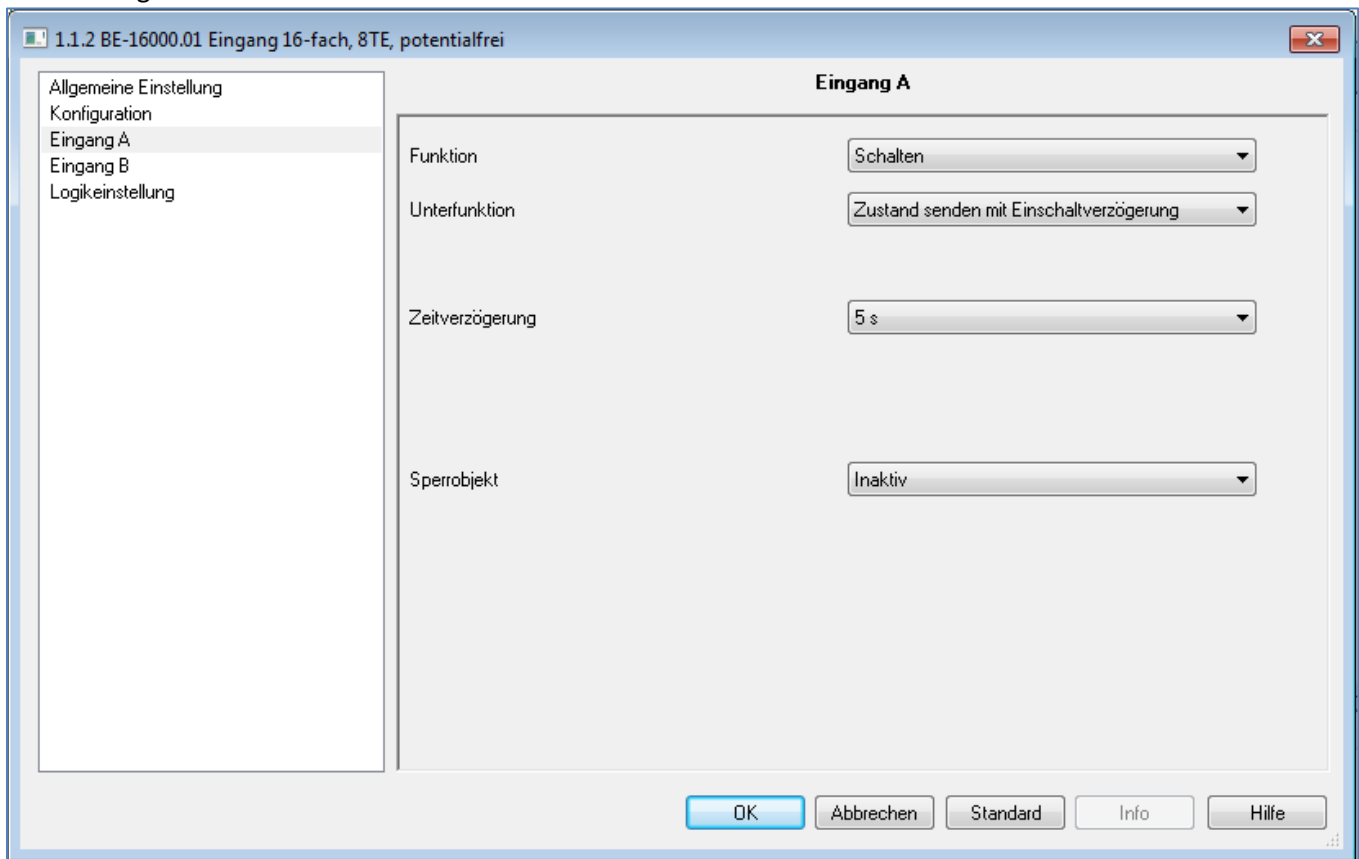 1.1.2 BE-16000.01 Eingang 16-fach, 8TE, potentialfrei
Allgemeine Einstellung
Konfiguration
Eingang A
Eingang B
Logikeinstellung
Eingang A
Funktion Schalten
Unterfunktion Zustand senden mit Einschaltverzögerung
Zeitverzögerung 5 s
Sperrobjekt Inaktiv
OK Abbrechen Standard Info Hilfe